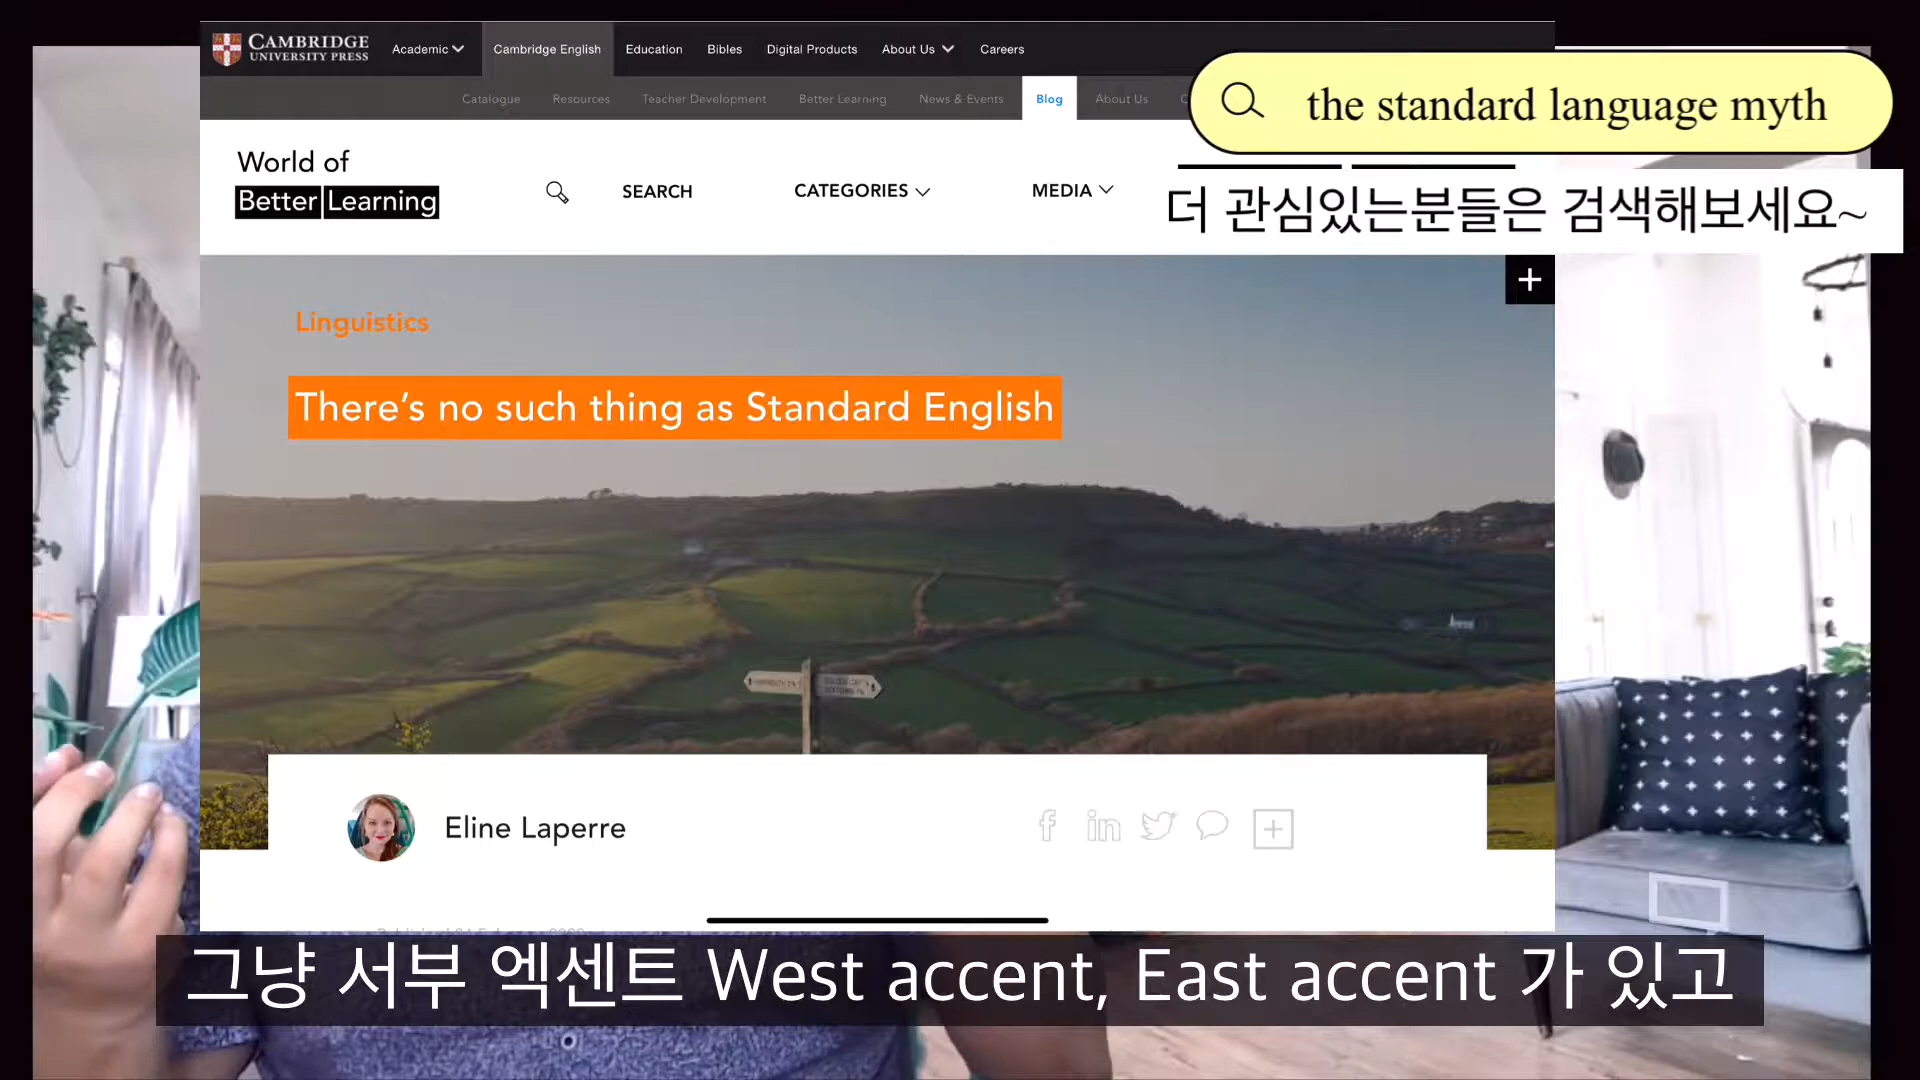 CAMBRIDGE
UNIVERSITY PRESS
Academic
Cambridge English
Education
Bibles
Digital Products
About Us
Careers
Catalogue
Resources
Teacher Development
Better Learning
News & Events
Blog
About Us
the standard language myth
더 관심있는분들은 검색해보세요~
World of
Better Learning
SEARCH
CATEGORIES
MEDIA
Linguistics
There's no such thing as Standard English
Eline Laperre
그냥 서부 엑센트 West accent, East accent 가 있고